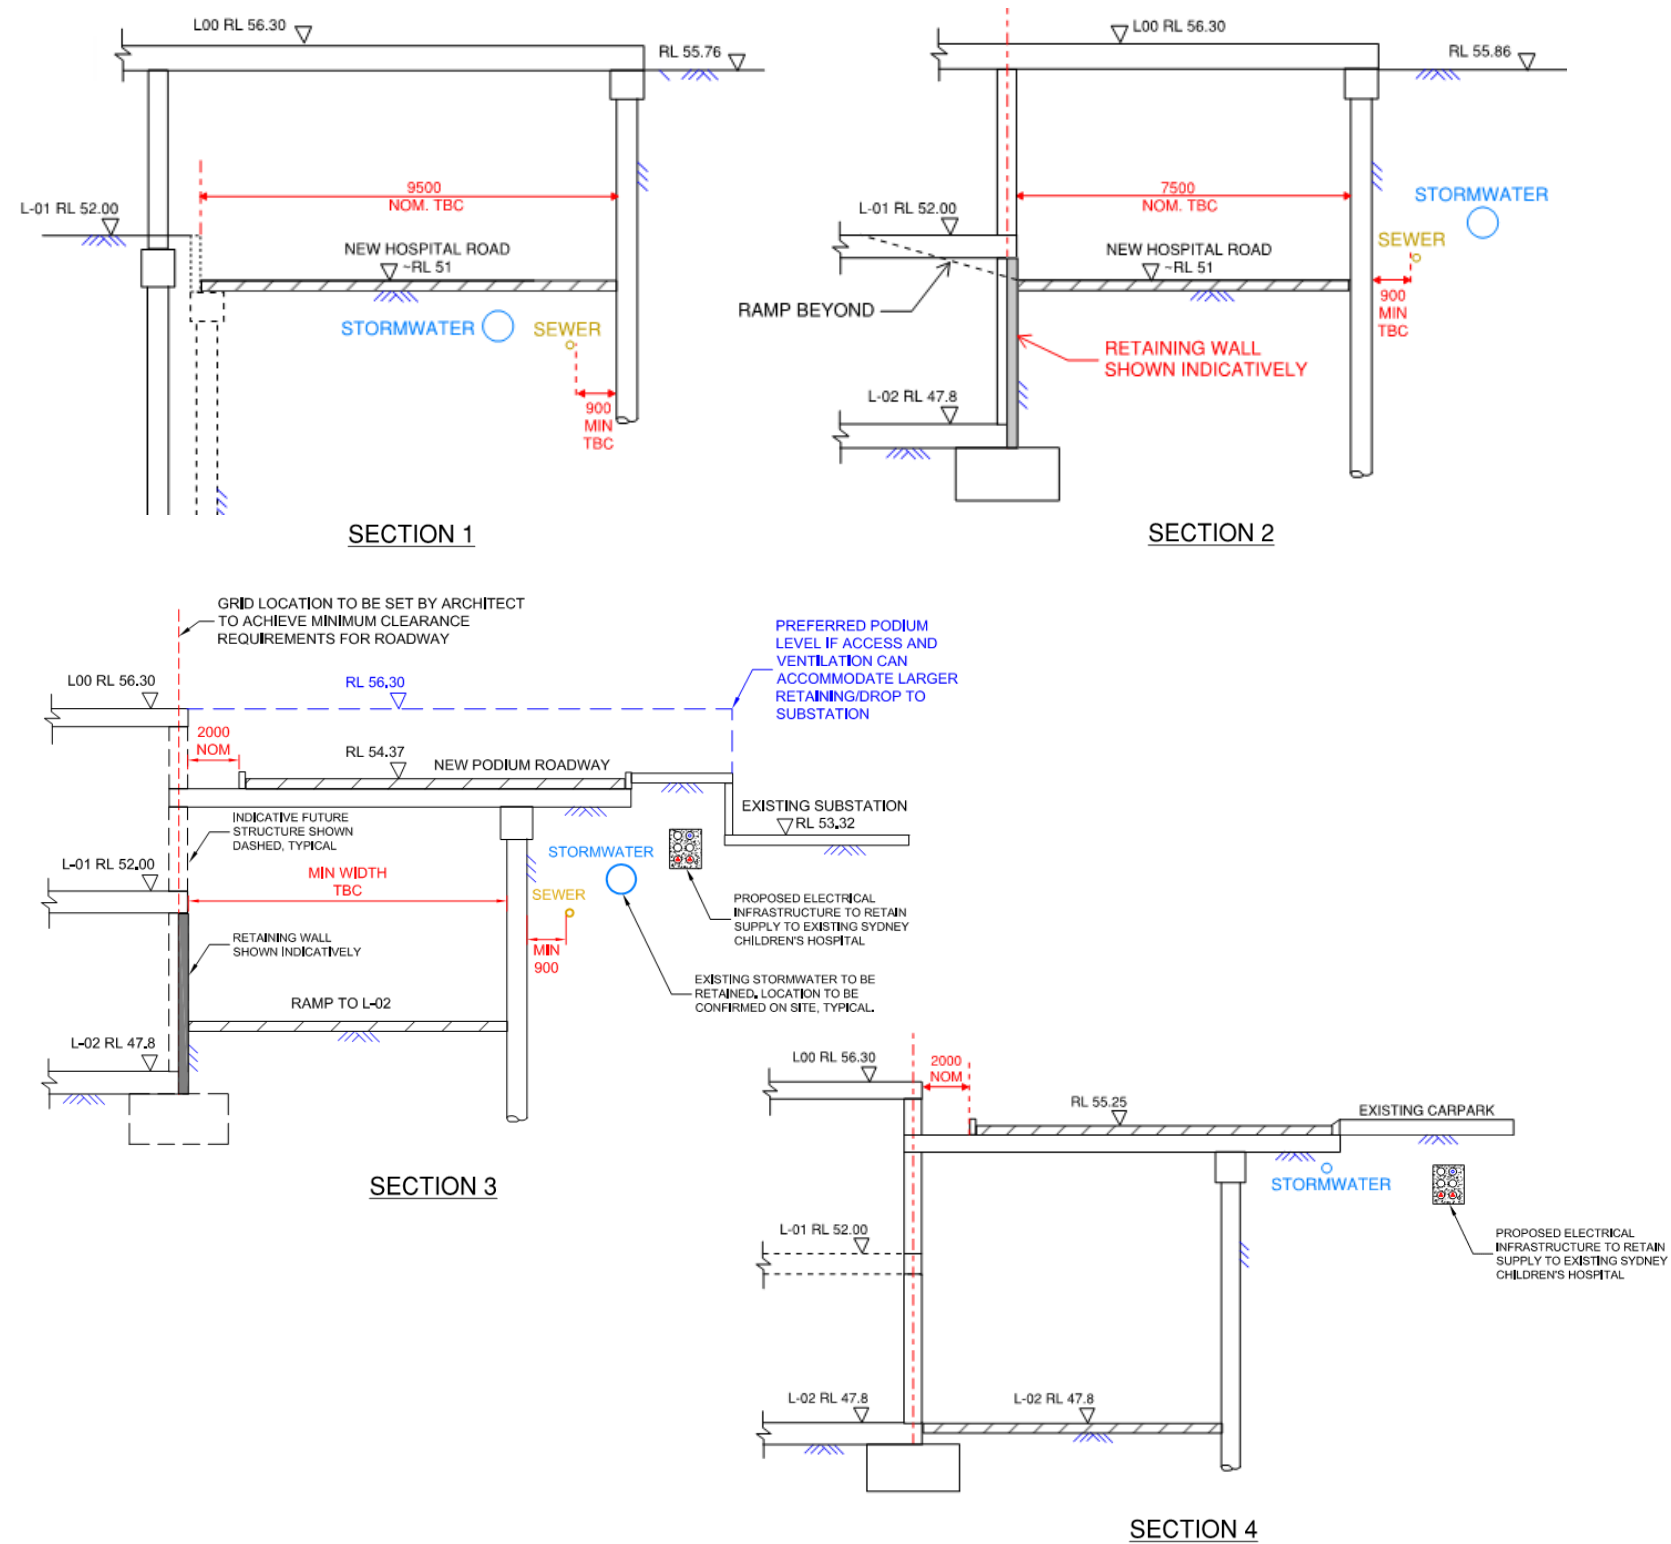 L00 RL 56.30
RL 55.76
9500
NOM. TBC
L-01 RL 52.00
NEW HOSPITAL ROAD
~RL 51
STORMWATER
SEWER
900
MIN
TBC
SECTION 1
L00 RL 56.30
RL 55.86
7500
NOM. TBC
STORMWATER
L-01 RL 52.00
SEWER
NEW HOSPITAL ROAD
~RL 51
RAMP BEYOND
900
MIN
TBC
RETAINING WALL
SHOWN INDICATIVELY
L-02 RL 47.8
SECTION 2
GRID LOCATION TO BE SET BY ARCHITECT
TO ACHIEVE MINIMUM CLEARANCE
REQUIREMENTS FOR ROADWAY
PREFERRED PODIUM
LEVEL IF ACCESS AND
VENTILATION CAN
ACCOMMODATE LARGER
RETAINING/DROP TO
SUBSTATION
L00 RL 56.30
RL 56.30
2000
NOM
RL 54.37
NEW PODIUM ROADWAY
INDICATIVE FUTURE
STRUCTURE SHOWN
DASHED, TYPICAL
EXISTING SUBSTATION
RL 53.32
L-01 RL 52.00
MIN WIDTH
TBC
STORMWATER
SEWER
PROPOSED ELECTRICAL
INFRASTRUCTURE TO RETAIN
SUPPLY TO EXISTING SYDNEY
CHILDREN'S HOSPITAL
RETAINING WALL
SHOWN INDICATIVELY
MIN
900
EXISTING STORMWATER TO BE
RETAINED. LOCATION TO BE
CONFIRMED ON SITE, TYPICAL.
RAMP TO L-02
L-02 RL 47.8
SECTION 3
L00 RL 56.30
2000
NOM
RL 55.25
EXISTING CARPARK
STORMWATER
L-01 RL 52.00
PROPOSED ELECTRICAL
INFRASTRUCTURE TO RETAIN
SUPPLY TO EXISTING SYDNEY
CHILDREN'S HOSPITAL
L-02 RL 47.8
L-02 RL 47.8
SECTION 4